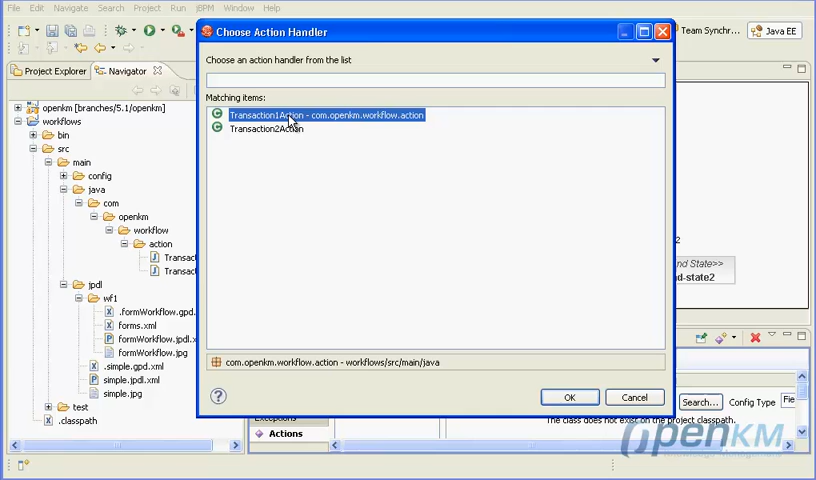 File Edit Search Project Run jBPM Window Help
Choose Action Handler
Team Synchr...
Java EE
Project Explorer
Navigator
Choose an action handler from the list
Matching items:
openkm [branches/5.1/openkm]
Transaction1Action - com.openkm.workflow.action
workflows
Transaction2Action
bin
src
main
config
java
com
openkm
workflow
action
Transac
Transac
nd State>>
nd-state2
jpdl
wf1
.formWorkflow.gpd.
forms.xml
formWorkflow.jpdl.x
formWorkflow.jpg
.simple.gpd.xml
simple.jpdl.xml
simple.jpg
test
.classpath
com.openkm.workflow.action - workflows/src/main/java
OK
Cancel
Search...
Config Type
Fie
Exceptions
The class does not exist on the project classpath.
Actions
OpenKM
Knowledge Management